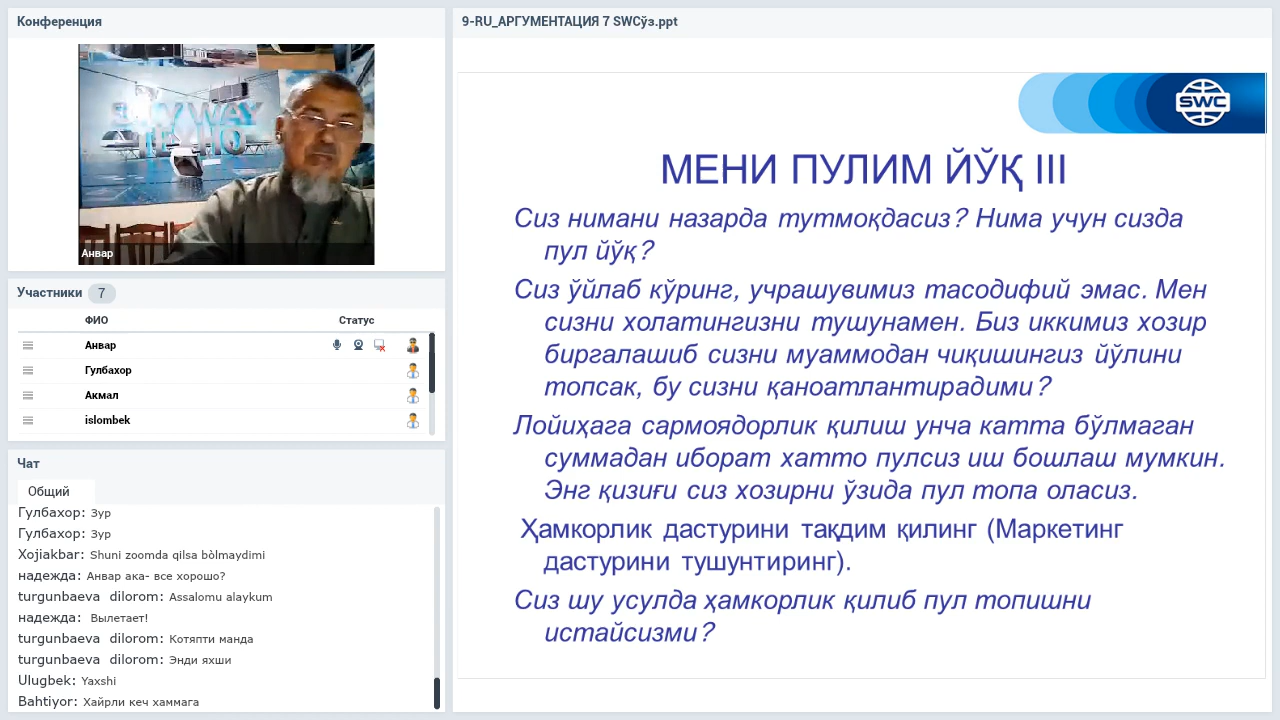 Конференция
SKY WAY
ТЕХНО
Анвар
Участники 7
ФИО Статус
Анвар
Гулбахор
Акмал
islombek
Чат
Общий
Гулбахор: Зур
Гулбахор: Зур
Xojiakbar: Shuni zoomda qilsa bòlmaydimi
надежда: Анвар ака- все хорошо?
turgunbaeva dilorom: Assalomu alaykum
надежда: Вылетает!
turgunbaeva dilorom: Котяпти манда
turgunbaeva dilorom: Энди яхши
Ulugbek: Yaxshi
Bahtiyor: Хайрли кеч хаммага
9-RU_АРГУМЕНТАЦИЯ 7 SWCўз.ppt
SWC
МЕНИ ПУЛИМ ЙЎҚ III
Сиз нимани назарда тутмоқдасиз? Нима учун сизда
пул йўқ?
Сиз ўйлаб кўринг, учрашувимиз тасодифий эмас. Мен
сизни холатингизни тушунамен. Биз иккимиз хозир
биргалашиб сизни муаммодан чиқишингиз йўлини
топсак, бу сизни қаноатлантирадими?
Лойиҳага сармоядорлик қилиш унча катта бўлмаган
суммадан иборат хатто пулсиз иш бошлаш мумкин.
Энг қизиғи сиз хозирни ўзида пул топа оласиз.
Ҳамкорлик дастурини тақдим қилинг (Маркетинг
дастурини тушунтиринг).
Сиз шу усулда ҳамкорлик қилиб пул топишни
истайсизми?